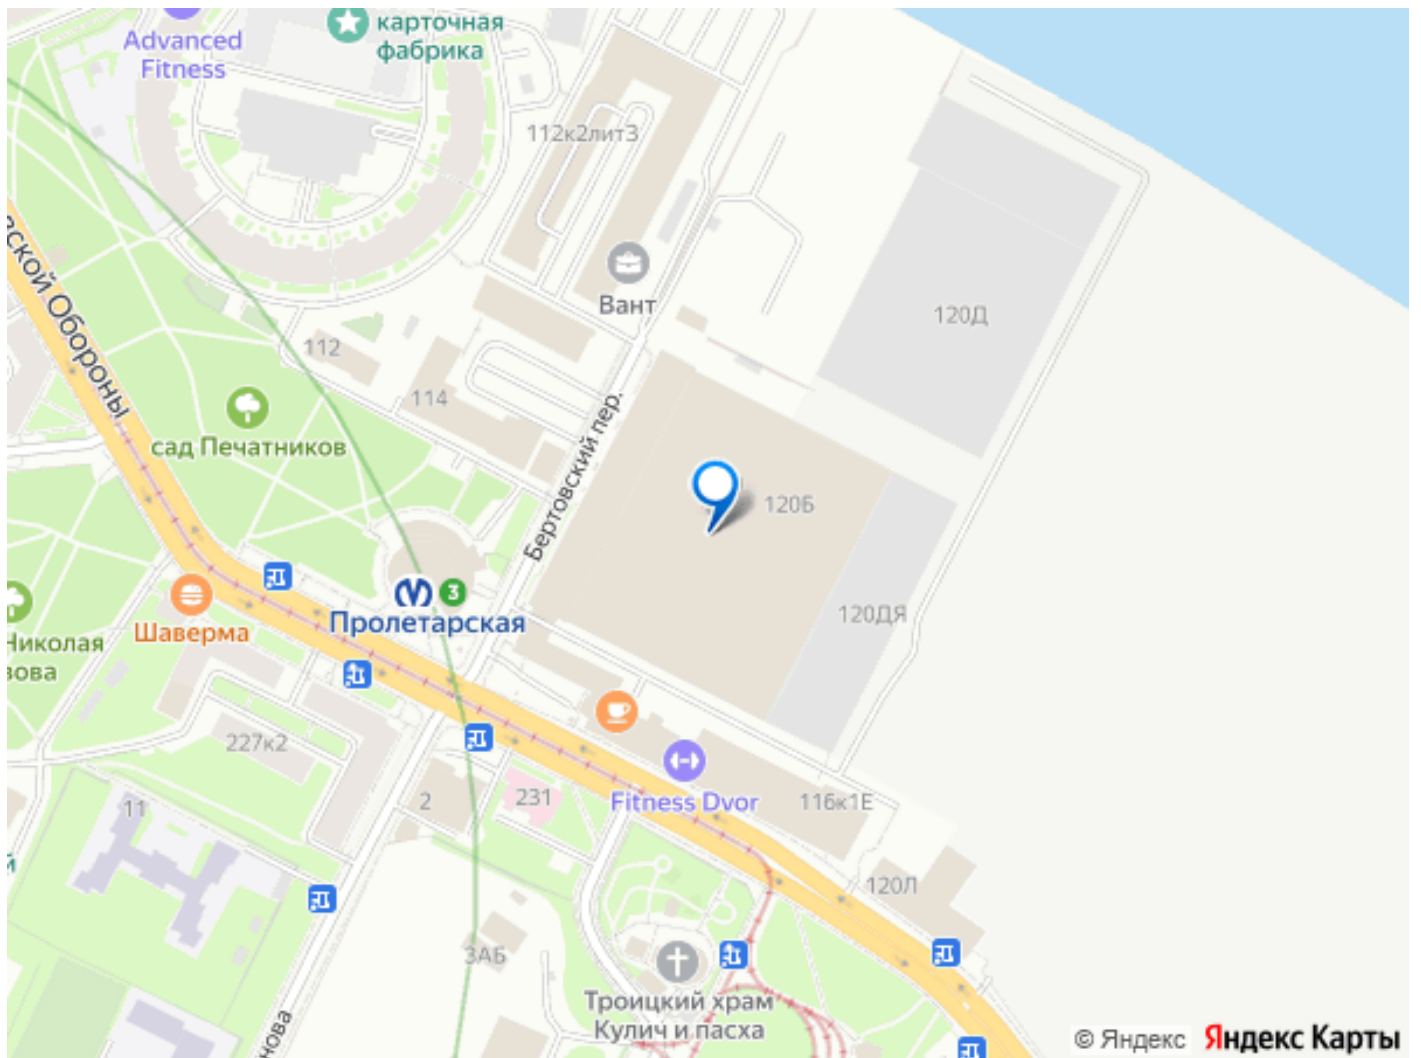 карточная
фабрика
Advanced
Fitness
112к2лит3
Вант
120Д
ской Обороны
112
114
Бертовский пер.
сад Печатников
120Б
3
Пролетарская
120ДЯ
Шаверма
Николая
зова
227к2
Fitness Dvor
116к1Е
2
231
11
й
120Л
3АБ
Троицкий храм
Кулич и пасха
нова
© Яндекс Яндекс Карты